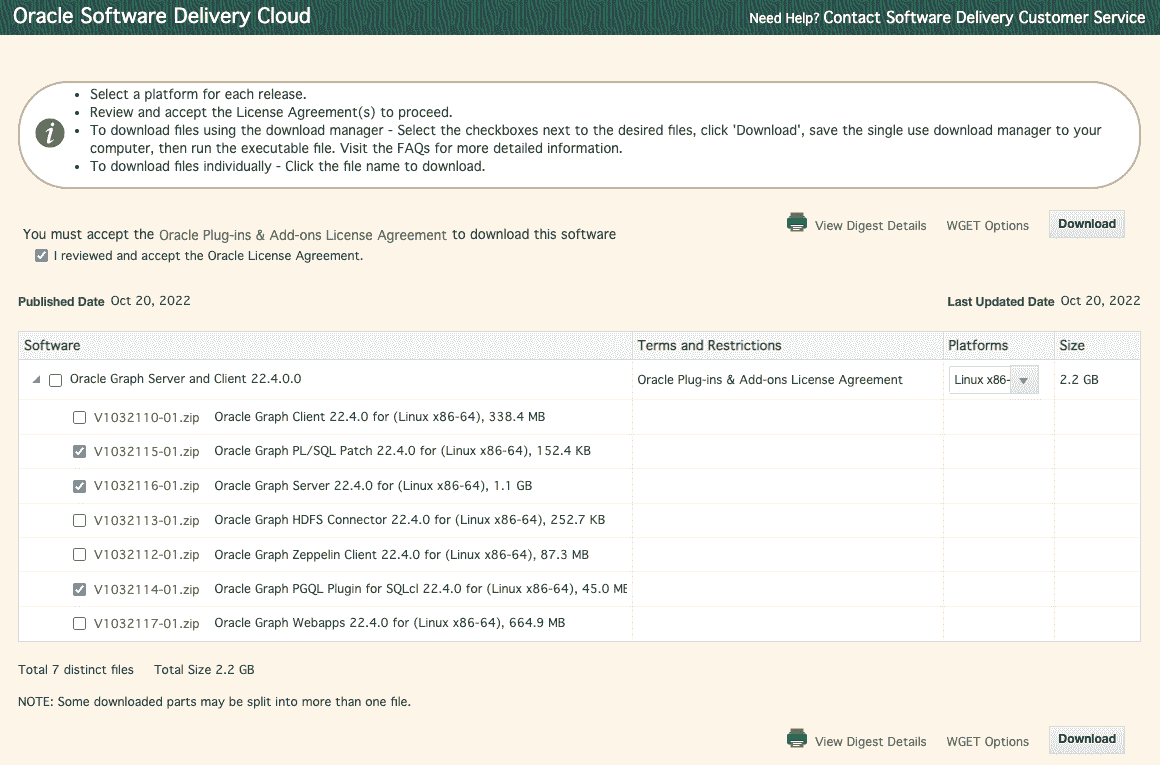 Oracle Software Delivery Cloud
Need Help? Contact Software Delivery Customer Service
Select a platform for each release.
Review and accept the License Agreement(s) to proceed.
To download files using the download manager - Select the checkboxes next to the desired files, click 'Download', save the single use download manager to your
computer, then run the executable file. Visit the FAQs for more detailed information.
To download files individually - Click the file name to download.
You must accept the Oracle Plug-ins & Add-ons License Agreement to download this software
View Digest Details WGET Options Download
I reviewed and accept the Oracle License Agreement.
Published Date Oct 20, 2022
Last Updated Date Oct 20, 2022
Software Terms and Restrictions Platforms Size
Oracle Graph Server and Client 22.4.0.0 Oracle Plug-ins & Add-ons License Agreement Linux x86- 2.2 GB
V1032110-01.zip Oracle Graph Client 22.4.0 for (Linux x86-64), 338.4 MB
V1032115-01.zip Oracle Graph PL/SQL Patch 22.4.0 for (Linux x86-64), 152.4 KB
V1032116-01.zip Oracle Graph Server 22.4.0 for (Linux x86-64), 1.1 GB
V1032113-01.zip Oracle Graph HDFS Connector 22.4.0 for (Linux x86-64), 252.7 KB
V1032112-01.zip Oracle Graph Zeppelin Client 22.4.0 for (Linux x86-64), 87.3 MB
V1032114-01.zip Oracle Graph PGQL Plugin for SQLcl 22.4.0 for (Linux x86-64), 45.0 MB
V1032117-01.zip Oracle Graph Webapps 22.4.0 for (Linux x86-64), 664.9 MB
Total 7 distinct files Total Size 2.2 GB
NOTE: Some downloaded parts may be split into more than one file.
View Digest Details WGET Options Download